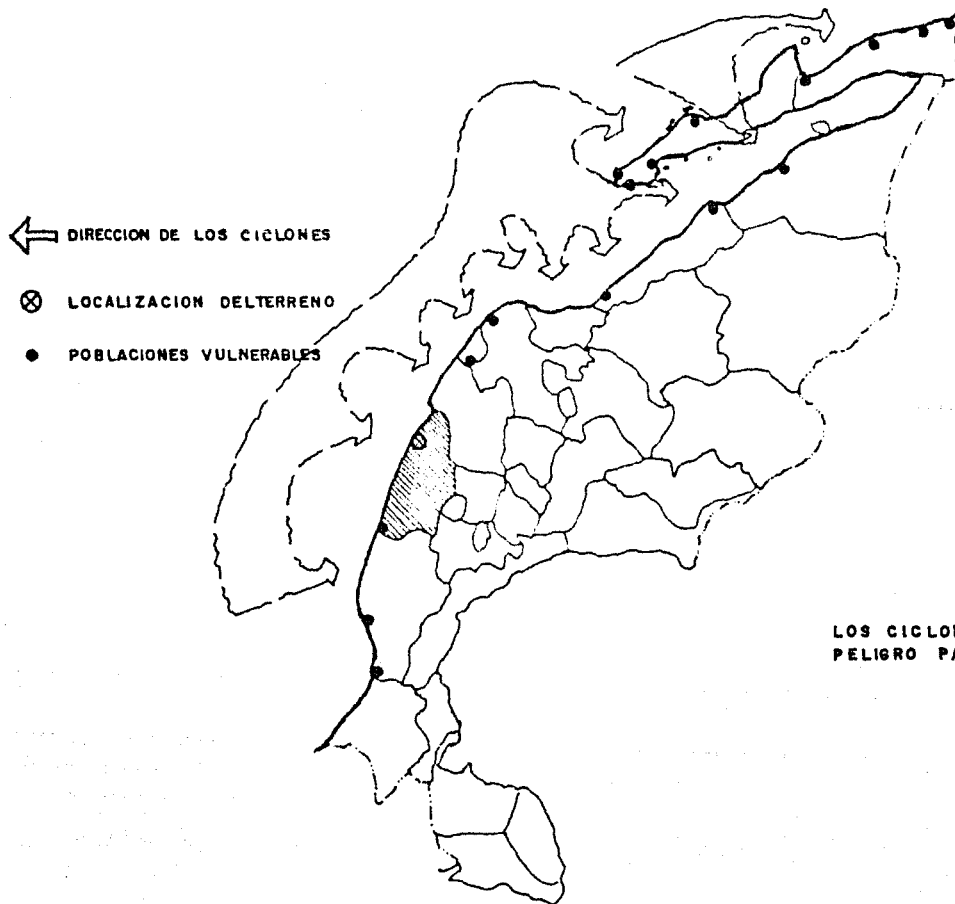 DIRECCION DE LOS CICLONES
LOCALIZACION DELTERRENO
POBLACIONES VULNERABLES
LOS CICLO
PELIGRO P